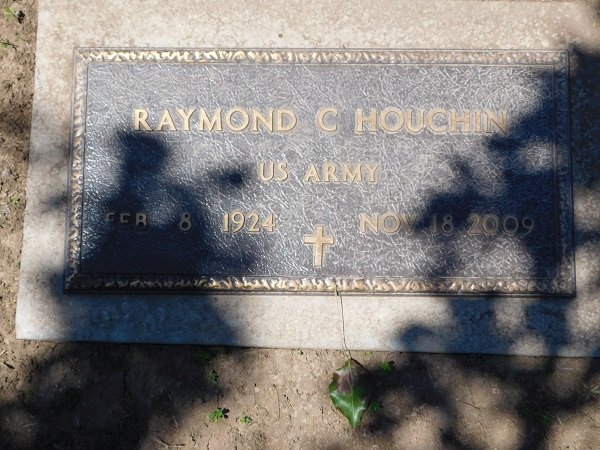 RAYMOND C HOUCHIN
US ARMY
FEB 8 1924 NOV 18 2009